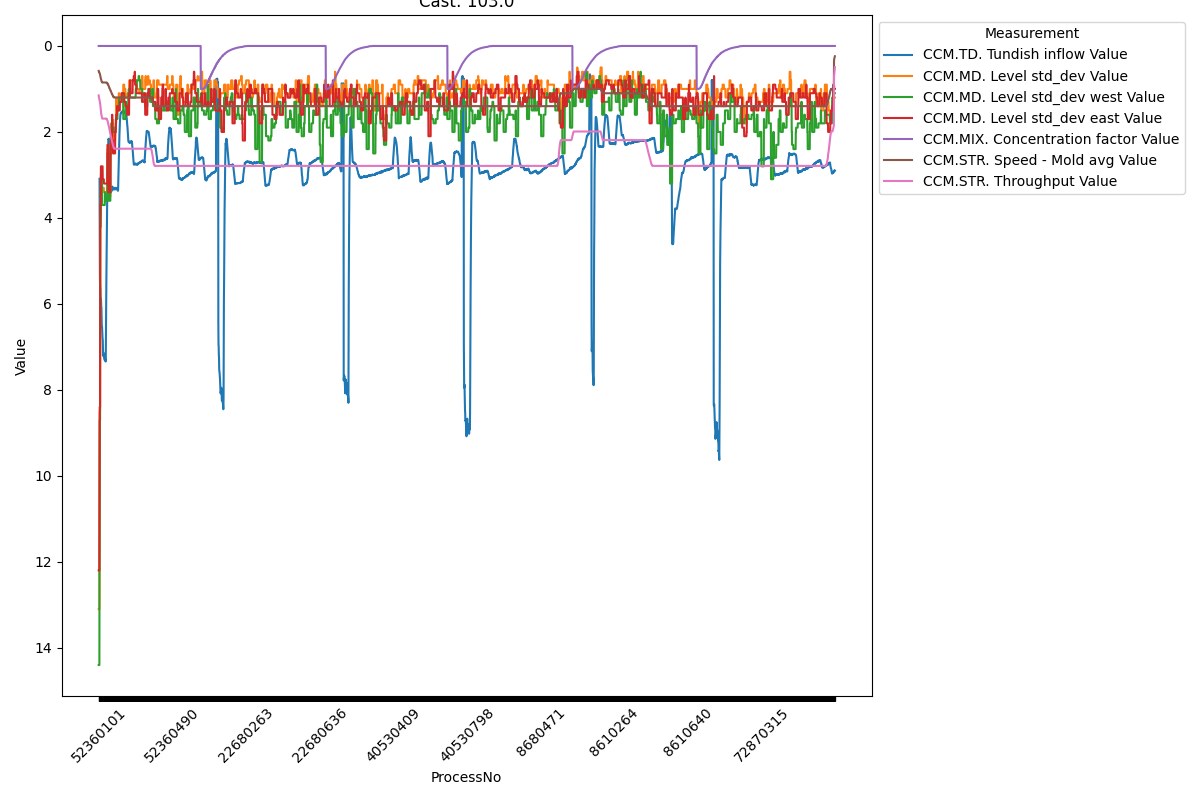 Cast: 103.0
Measurement
CCM.TD. Tundish inflow Value
CCM.MD. Level std_dev Value
CCM.MD. Level std_dev west Value
CCM.MD. Level std_dev east Value
CCM.MIX. Concentration factor Value
CCM.STR. Speed - Mold avg Value
CCM.STR. Throughput Value
Value
0
2
4
6
8
10
12
14
52360101
52360490
22680263
22680636
40530409
40530798
8680471
8610264
8610640
72870315
ProcessNo